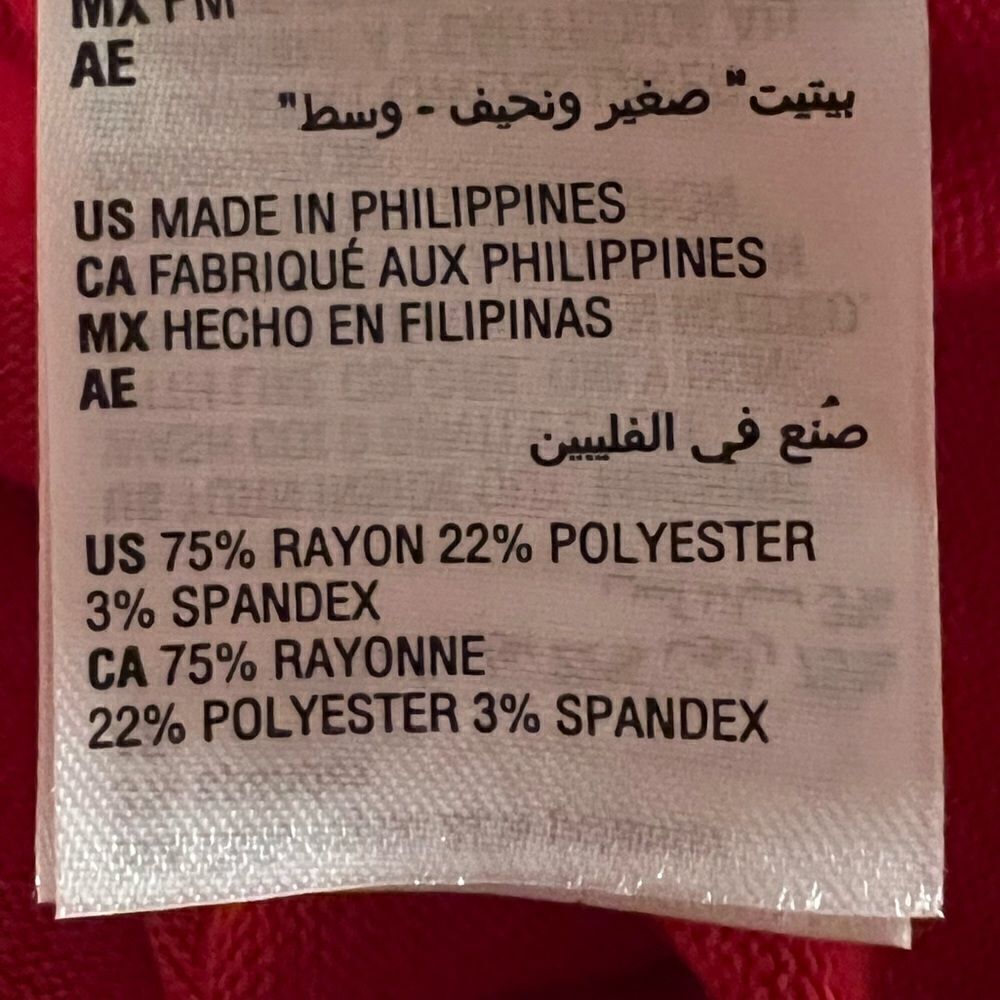 MX PM
AE
بيتيت" صغير ونحيف - وسط"
US MADE IN PHILIPPINES
CA FABRIQUÉ AUX PHILIPPINES
MX HECHO EN FILIPINAS
AE
صُنع في الفليبين
US 75% RAYON 22% POLYESTER
3% SPANDEX
CA 75% RAYONNE
22% POLYESTER 3% SPANDEX